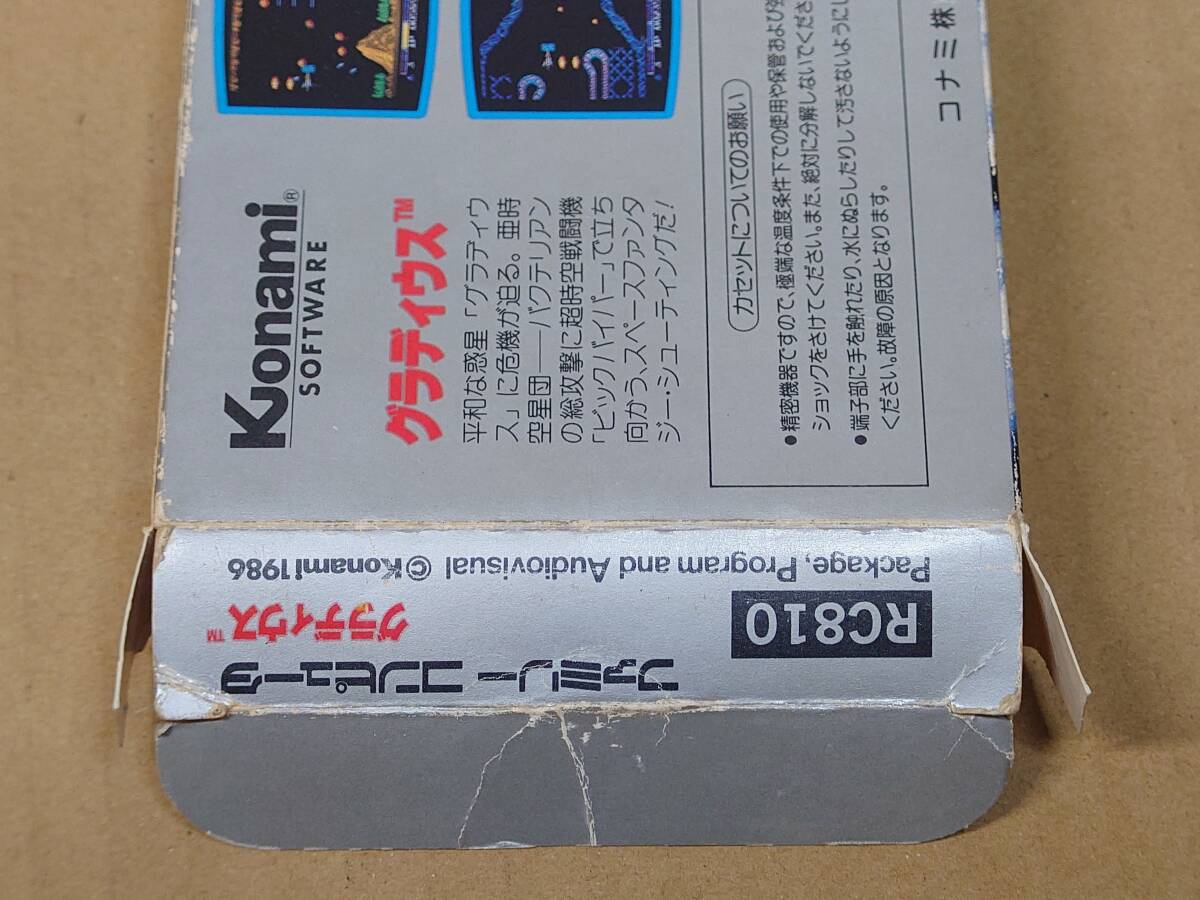 Konami®
SOFTWARE
グラディウス™
平和な惑星「グラディウ
ス」に危機が迫る。亜時
空星団──バクテリアン
の総攻撃に超時空戦闘機
「ビックバイパー」で立ち
向かう、スペースファンタ
ジー・シューティングだ!
カセットについてのお願い
●精密機器ですので、極端な温度条件下での使用や保管および強
ショックをさけてください。また、絶対に分解しないでくださ
●端子部に手を触れたり、水にぬらしたりして汚さないようにし
ください。故障の原因となります。
コナミ株
ファミリーコンピュータ
グラディウス™
RC810
Package, Program and Audiovisual © Konami 1986